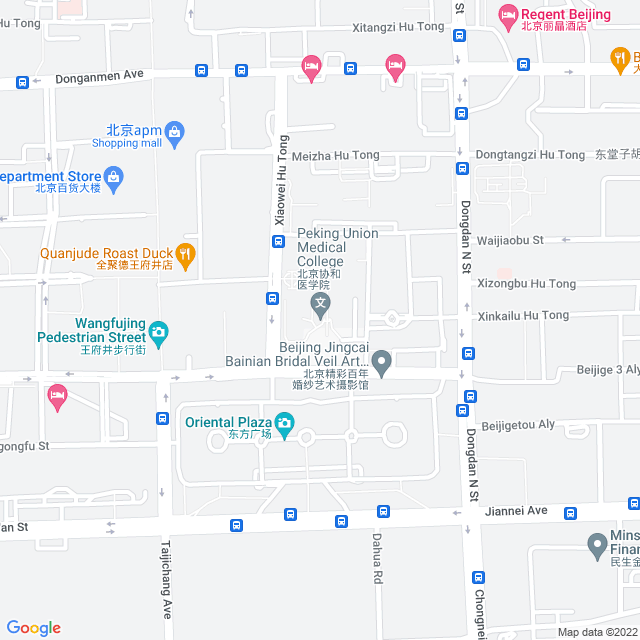 Xitangzi Hu Tong
St
Regent Beijing
北京丽晶酒店
Donganmen Ave
B
大
北京apm
Shopping mall
Meizha Hu Tong
Dongtangzi Hu Tong
东堂子胡
epartment Store
北京百货大楼
Xiaowei Hu Tong
Dongdan N St
Peking Union
Medical
College
北京协和
医学院
Waijiaobu St
Quanjude Roast Duck
全聚德王府井店
Xizongbu Hu Tong
Xinkailu Hu Tong
Wangfujing
Pedestrian Street
王府井步行街
Beijing Jingcai
Bainian Bridal Veil Art...
北京精彩百年
婚纱艺术摄影馆
Beijige 3 Aly
Oriental Plaza
东方广场
Beijigetou Aly
gongfu St
Dongdan N St
Jiannei Ave
'an St
Taijichang Ave
Dahua Rd
Chongnei
Mins
Finan
民生金
Google
Map data ©2022